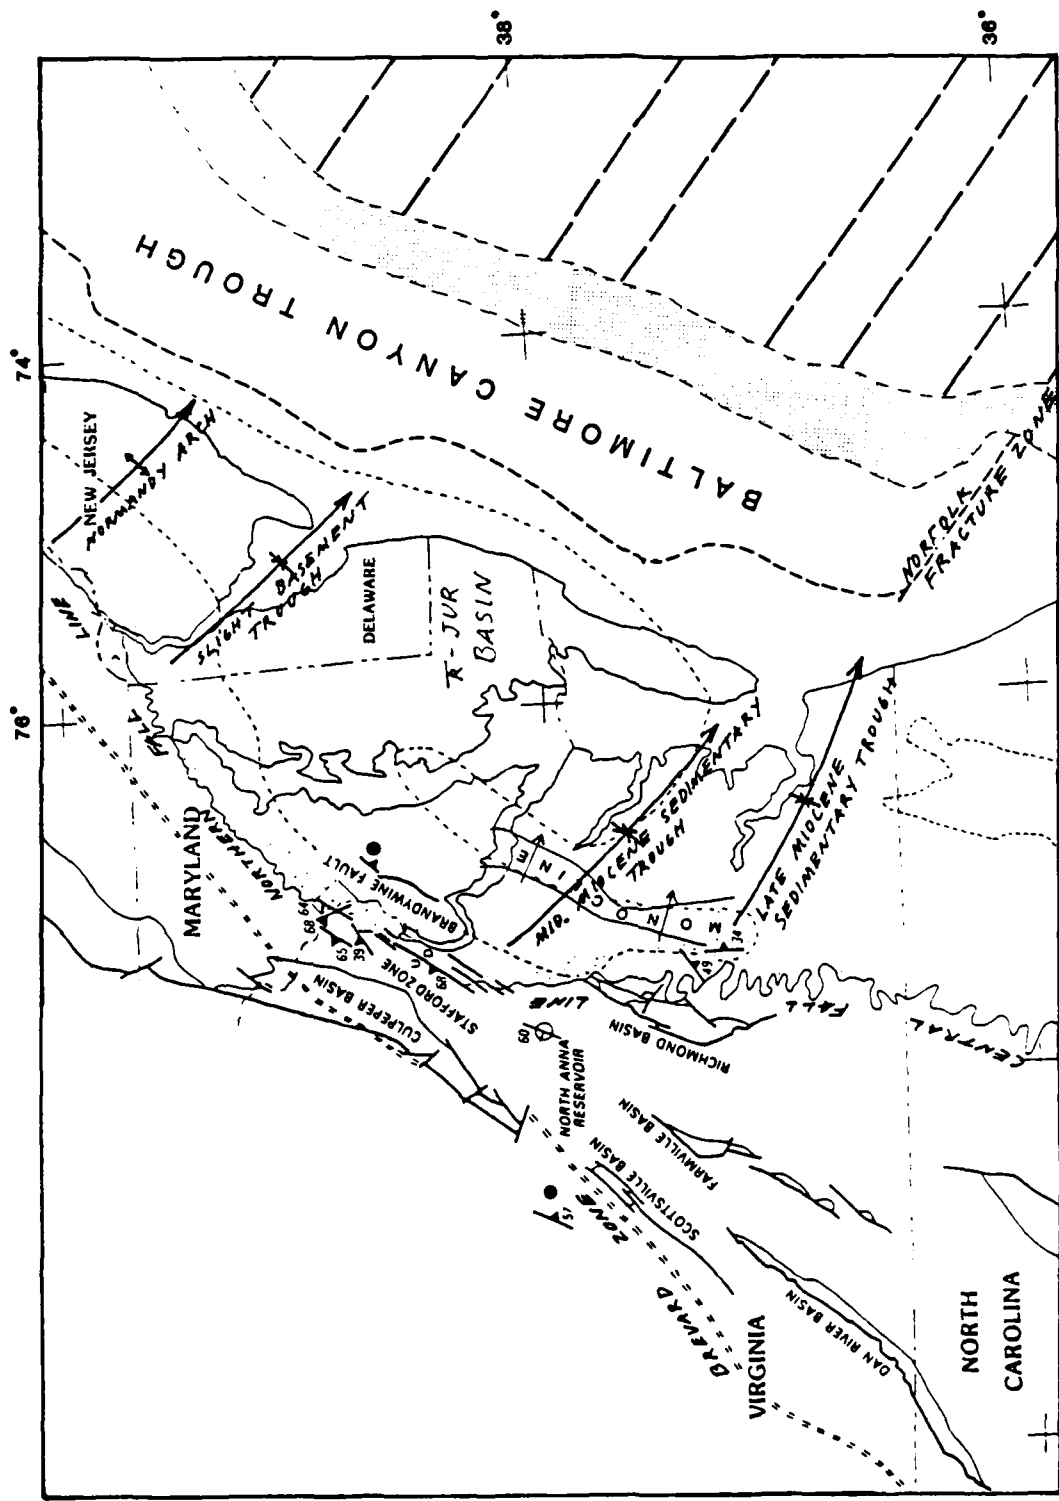 74°
76°
38°
36°
NEW JERSEY
NORMANDY ARCH
SLIGHT BASEMENT
TROUGH
DELAWARE
R-JUR
BASIN
BALTIMORE CANYON TROUGH
NORFOLK
FRACTURE ZONE
MARYLAND
NORTHERN
FALL
LINE
BRANDYWINE FAULT
64
68
65
39
STAFFORD ZONE
CULPEPER BASIN
MID. MIOCENE SEDIMENTARY
TROUGH
MONOCLINE
LATE MIOCENE
SEDIMENTARY TROUGH
34
49
LINE
FALL
CENTRAL
RICHMOND BASIN
60
NORTH ANNA
RESERVOIR
57
ZONE
BREVARD
SCOTTSVILLE BASIN
FARMVILLE BASIN
DAN RIVER BASIN
VIRGINIA
NORTH
CAROLINA